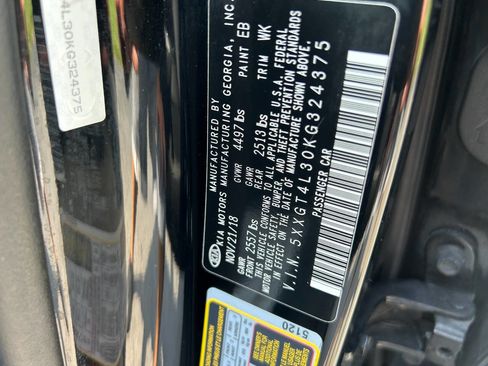 4L30KG324375
KIA
MANUFACTURED BY
KIA MOTORS MANUFACTURING GEORGIA, INC.
NOV/21/18
GVWR 4497lbs
PAINT EB
GAWR FRONT 2557lbs
GAWR REAR 2513lbs
TRIM WK
THIS VEHICLE CONFORMS TO ALL APPLICABLE U.S.A. FEDERAL
MOTOR VEHICLE SAFETY, BUMPER, AND THEFT PREVENTION STANDARDS
IN EFFECT ON THE DATE OF MANUFACTURE SHOWN ABOVE.
V.I.N. 5XXGT4L30KG324375
PASSENGER CAR
5120